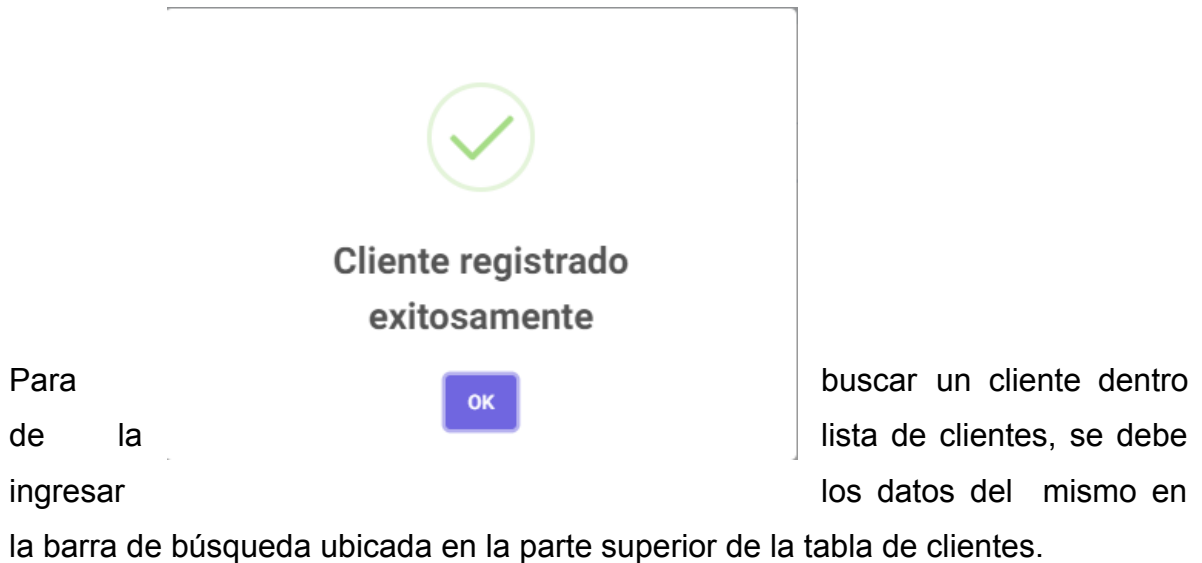 Cliente registrado
exitosamente
OK
Para buscar un cliente dentro
de la lista de clientes, se debe
ingresar los datos del mismo en
la barra de búsqueda ubicada en la parte superior de la tabla de clientes.